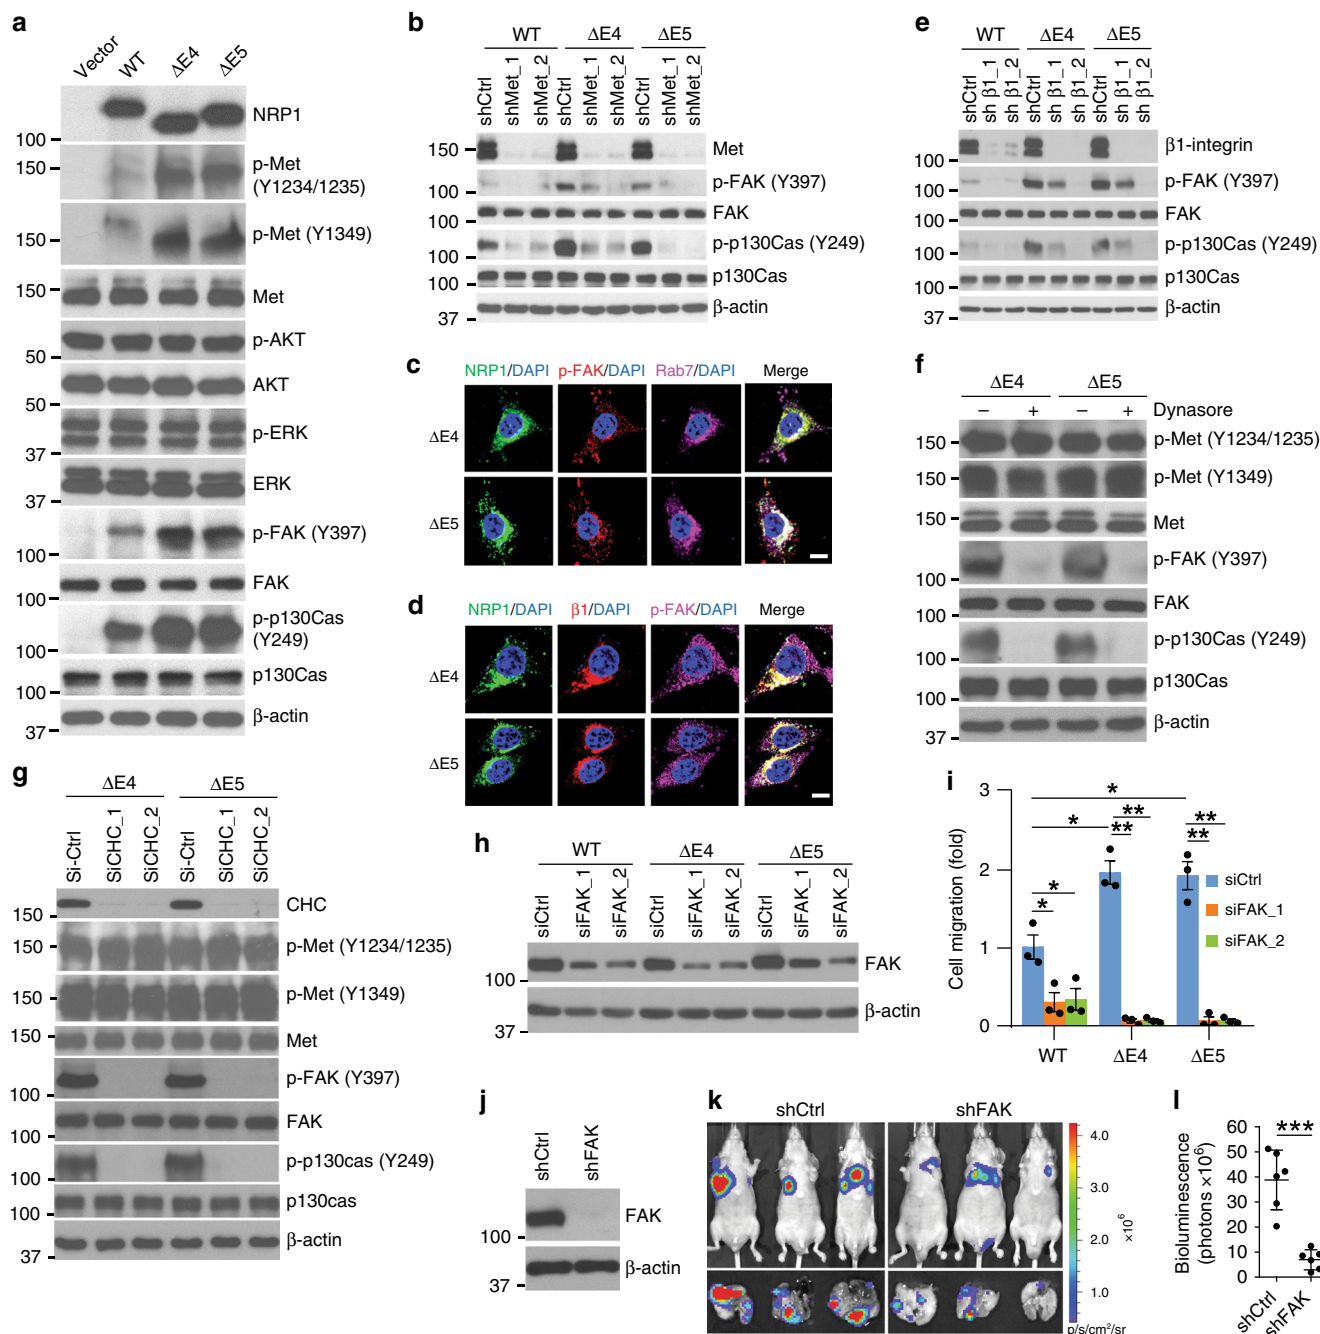 a
Vector
WT
ΔE4
ΔE5
NRP1
100
150
p-Met
(Y1234/1235)
150
p-Met (Y1349)
150
Met
p-AKT
50
AKT
50
p-ERK
37
ERK
37
p-FAK (Y397)
100
FAK
100
p-p130Cas
(Y249)
100
p130Cas
100
β-actin
37
b
WT ΔE4 ΔE5
shCtrl shMet_1 shMet_2 shCtrl shMet_1 shMet_2 shCtrl shMet_1 shMet_2
150 Met
100 p-FAK (Y397)
100 FAK
100 p-p130Cas (Y249)
100 p130Cas
37 β-actin
c
NRP1/DAPI p-FAK/DAPI Rab7/DAPI Merge
ΔE4
ΔE5
d
NRP1/DAPI β1/DAPI p-FAK/DAPI Merge
ΔE4
ΔE5
e
WT ΔE4 ΔE5
shCtrl sh β1_1 sh β1_2 shCtrl sh β1_1 sh β1_2 shCtrl sh β1_1 sh β1_2
100 β1-integrin
100 p-FAK (Y397)
100 FAK
100 p-p130Cas (Y249)
100 p130Cas
37 β-actin
f
ΔE4 ΔE5
– + – + Dynasore
150 p-Met (Y1234/1235)
150 p-Met (Y1349)
150 Met
100 p-FAK (Y397)
100 FAK
100 p-p130Cas (Y249)
100 p130Cas
37 β-actin
g
ΔE4 ΔE5
Si-Ctrl SiCHC_1 SiCHC_2 Si-Ctrl SiCHC_1 SiCHC_2
150 CHC
150 p-Met (Y1234/1235)
150 p-Met (Y1349)
150 Met
100 p-FAK (Y397)
100 FAK
100 p-p130cas (Y249)
100 p130cas
37 β-actin
h
WT ΔE4 ΔE5
siCtrl siFAK_1 siFAK_2 siCtrl siFAK_1 siFAK_2 siCtrl siFAK_1 siFAK_2
100 FAK
37 β-actin
i
Cell migration (fold)
3
2
1
0
* * * * ** ** ** **
siCtrl
siFAK_1
siFAK_2
WT ΔE4 ΔE5
j
shCtrl shFAK
100 FAK
37 β-actin
k
shCtrl shFAK
4.0
3.0
2.0
1.0
×10⁶
p/s/cm²/sr
l
Bioluminescence
(photons ×10⁶)
60
50
40
30
20
10
0
***
shCtrl
shFAK